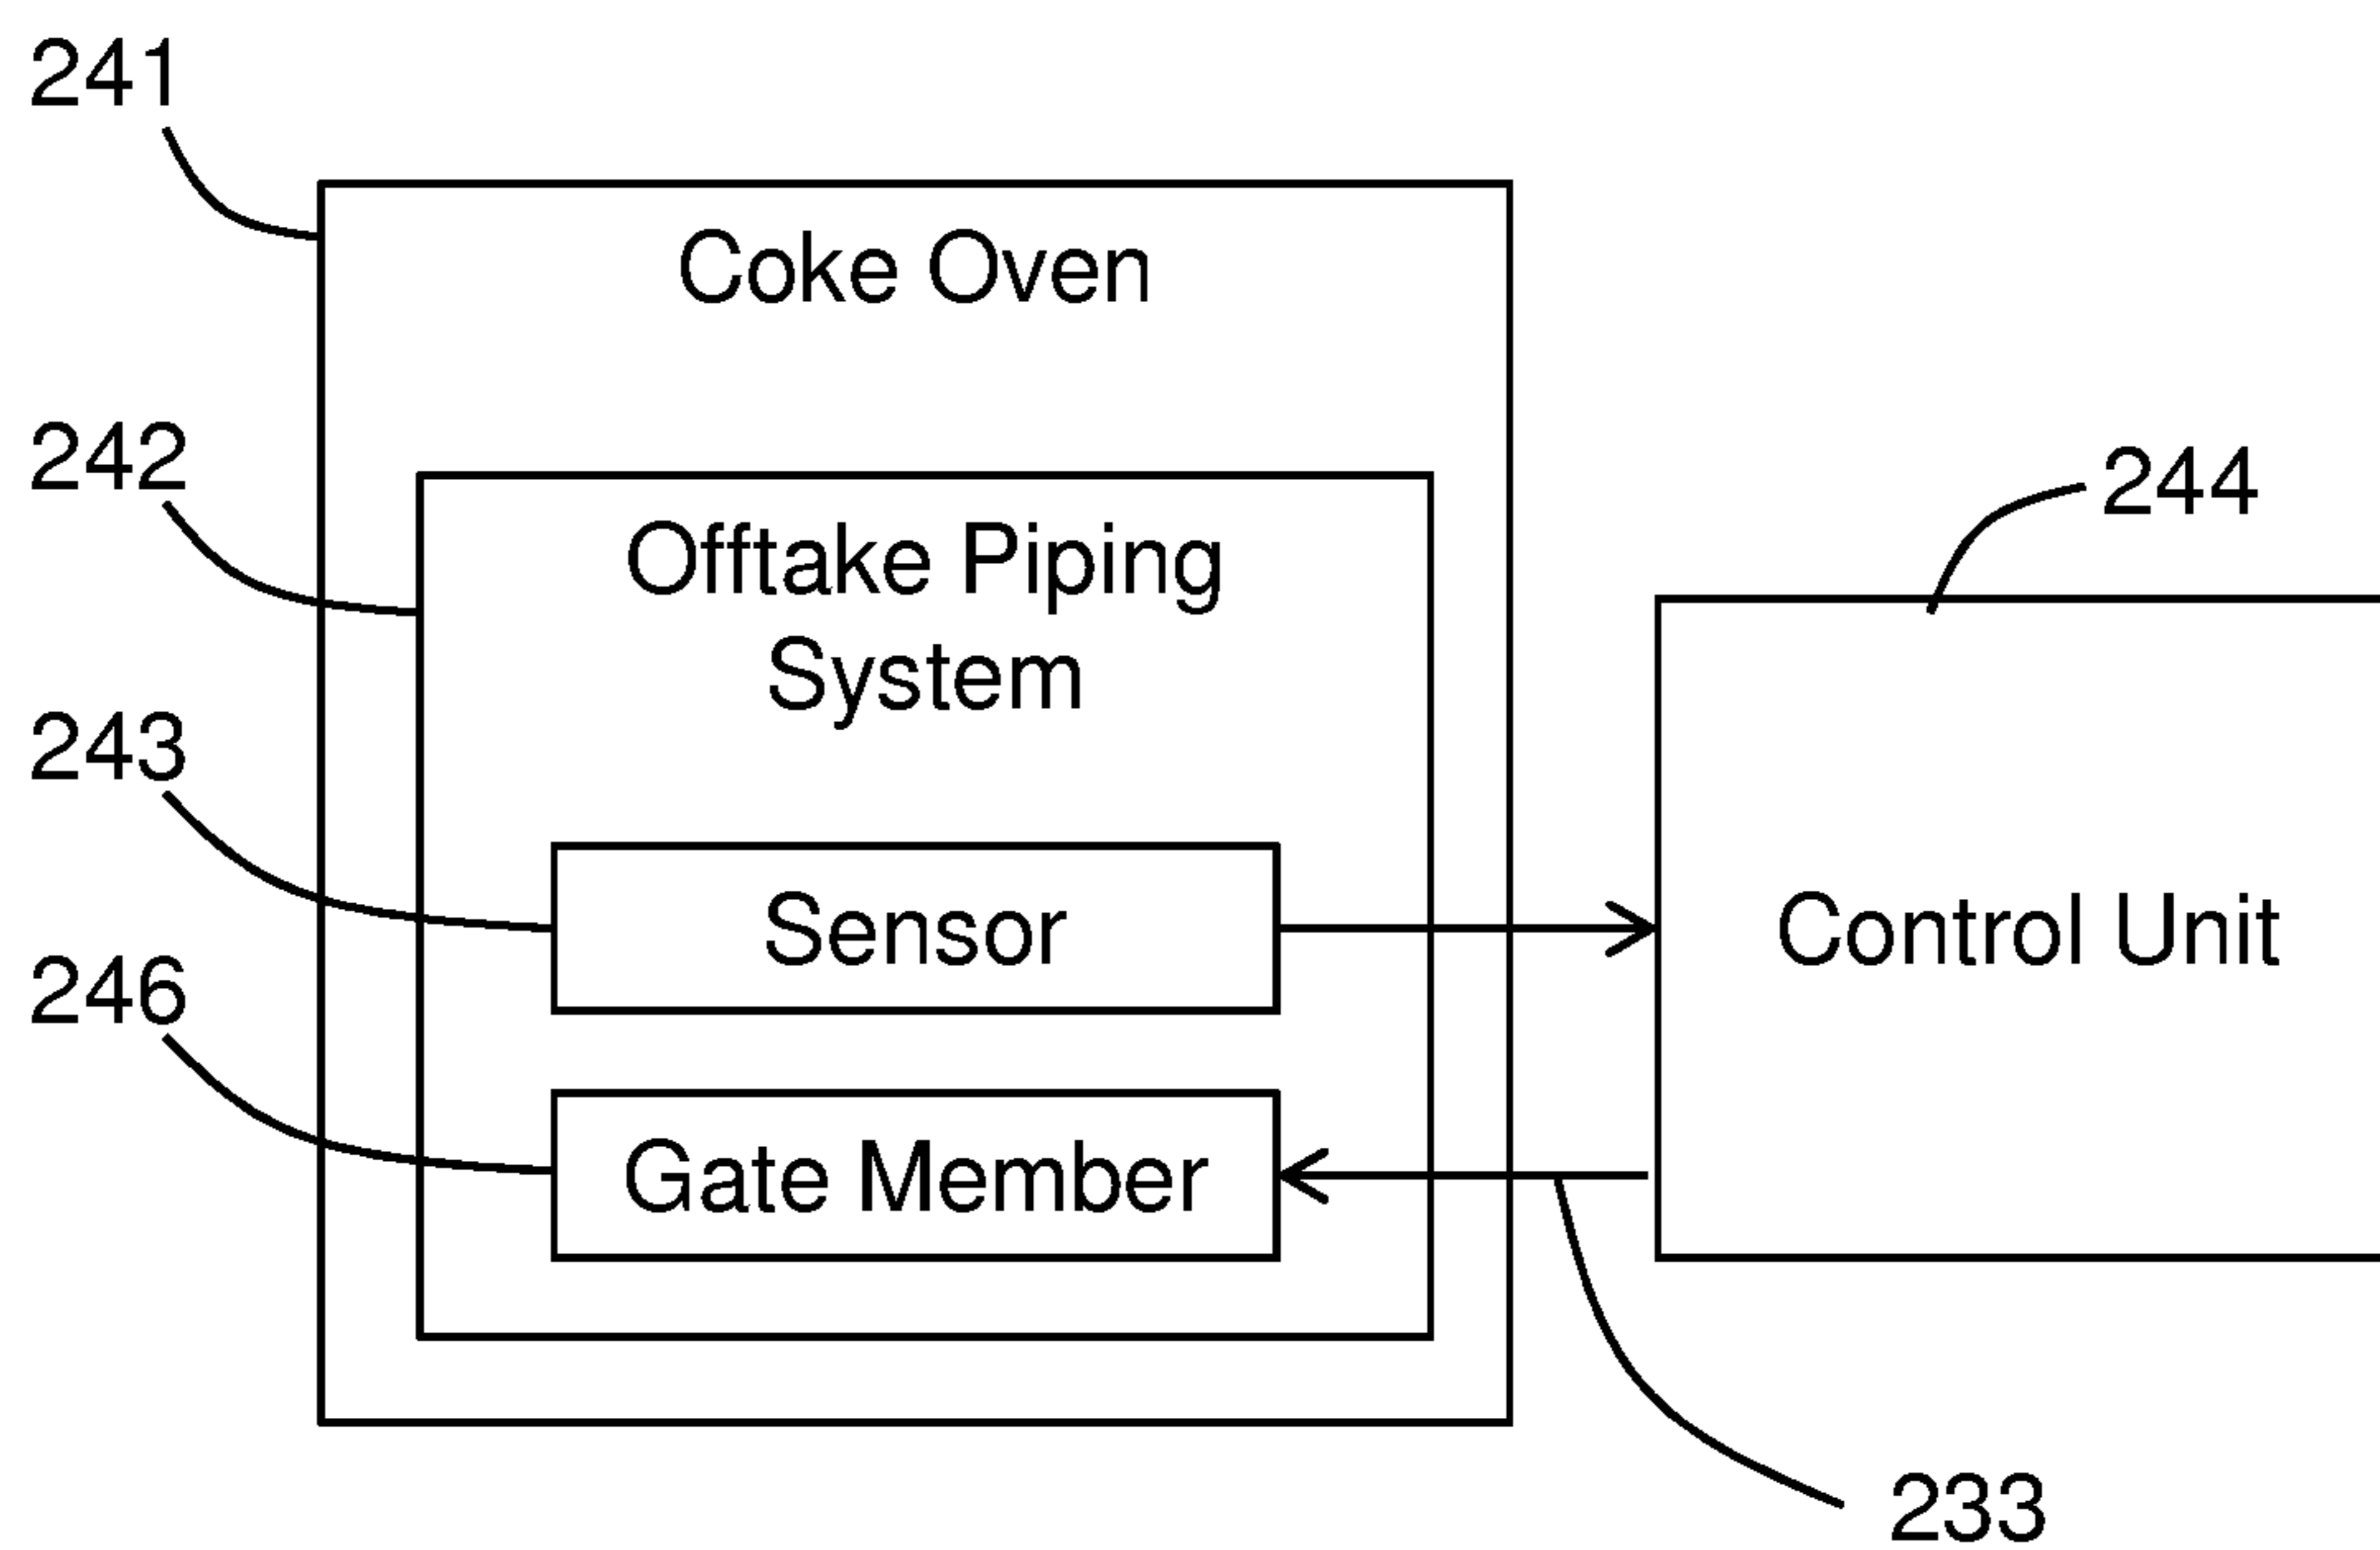 241
Coke Oven
242
244
Offtake Piping
System
243
Sensor
Control Unit
246
Gate Member
233